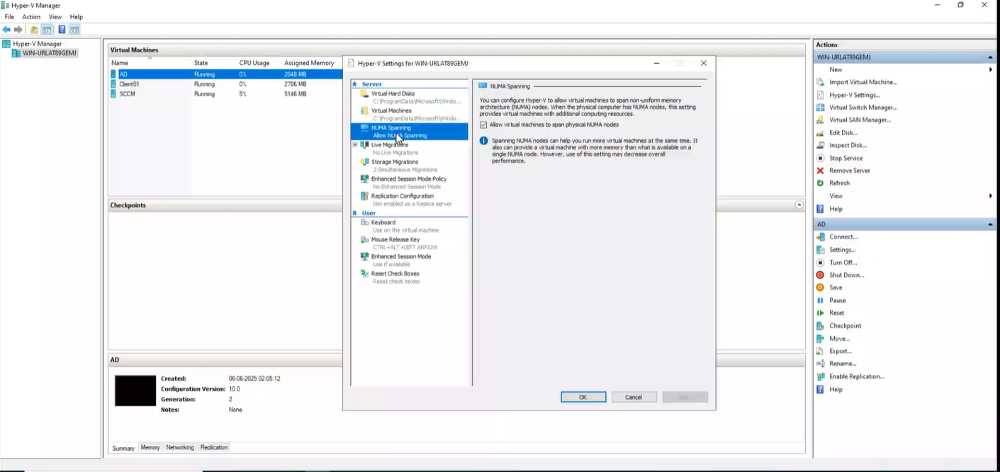 Hyper-V Manager
File Action View Help
Hyper-V Manager
WIN-URLAT89GEMJ
Virtual Machines
Name State CPU Usage Assigned Memory
AD Running 0% 2048 MB
Client01 Running 0% 2786 MB
SCCM Running 5% 5146 MB
Checkpoints
AD
Created: 06-06-2025 02:05:12
Configuration Version: 10.0
Generation: 2
Notes: None
Summary Memory Networking Replication
Hyper-V Settings for WIN-URLAT89GEMJ
Server
Virtual Hard Disks
C:\ProgramData\Microsoft\Windo...
Virtual Machines
C:\ProgramData\Microsoft\Windo...
NUMA Spanning
Allow NUMA Spanning
Live Migrations
No Live Migrations
Storage Migrations
2 Simultaneous Migrations
Enhanced Session Mode Policy
No Enhanced Session Mode
Replication Configuration
Not enabled as a Replica server
User
Keyboard
Use on the virtual machine
Mouse Release Key
CTRL+ALT+LEFT ARROW
Enhanced Session Mode
Use if available
Reset Check Boxes
Reset check boxes
NUMA Spanning
You can configure Hyper-V to allow virtual machines to span non-uniform memory
architecture (NUMA) nodes. When the physical computer has NUMA nodes, this setting
provides virtual machines with additional computing resources.
Allow virtual machines to span physical NUMA nodes
Spanning NUMA nodes can help you run more virtual machines at the same time. It
also can provide a virtual machine with more memory than what is available on a
single NUMA node. However, use of this setting may decrease overall
performance.
OK Cancel Apply
Actions
WIN-URLAT89GEMJ
New
Import Virtual Machine...
Hyper-V Settings...
Virtual Switch Manager...
Virtual SAN Manager...
Edit Disk...
Inspect Disk...
Stop Service
Remove Server
Refresh
View
Help
AD
Connect...
Settings...
Turn Off...
Shut Down...
Save
Pause
Reset
Checkpoint
Move...
Export...
Rename...
Enable Replication...
Help